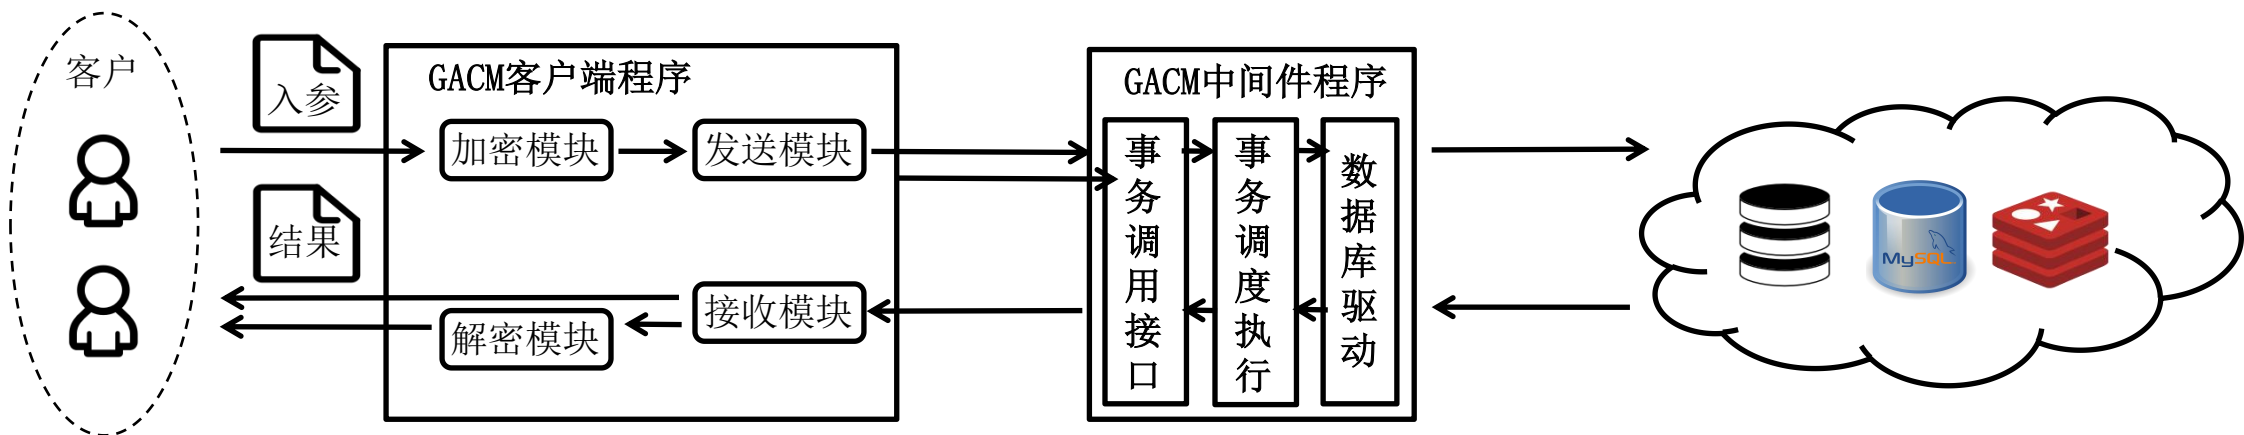 客户
入参
结果
GACM客户端程序
加密模块
发送模块
接收模块
解密模块
GACM中间件程序
事务调用接口
事务调度执行
数据库驱动
MySQL